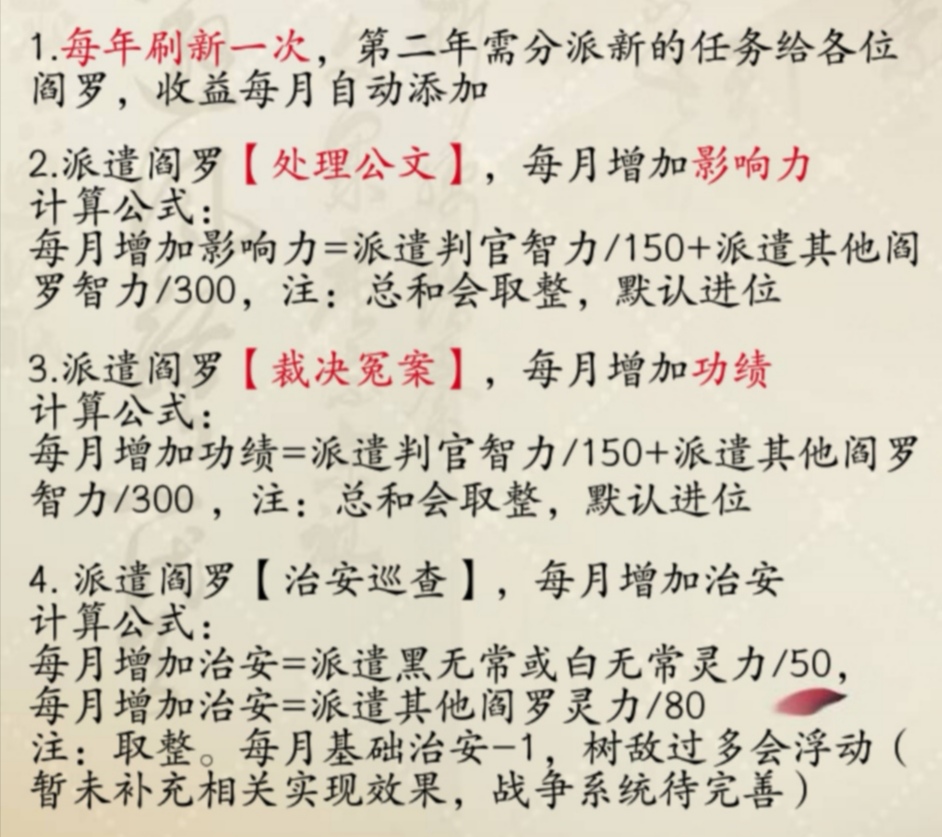 1.每年刷新一次，第二年需分派新的任务给各位
阎罗，收益每月自动添加
2.派遣阎罗【处理公文】，每月增加影响力
计算公式：
每月增加影响力=派遣判官智力/150+派遣其他阎
罗智力/300，注：总和会取整，默认进位
3.派遣阎罗【裁决冤案】，每月增加功绩
计算公式：
每月增加功绩=派遣判官智力/150+派遣其他阎罗
智力/300，注：总和会取整，默认进位
4.派遣阎罗【治安巡查】，每月增加治安
计算公式：
每月增加治安=派遣黑无常或白无常灵力/50，
每月增加治安=派遣其他阎罗灵力/80
注：取整。每月基础治安-1，树敌过多会浮动（
暂未补充相关实现效果，战争系统待完善）